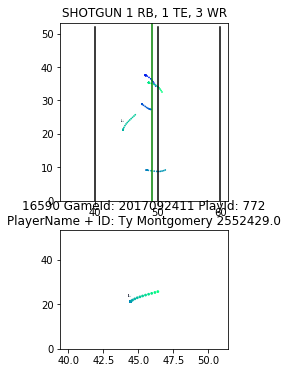 SHOTGUN 1 RB, 1 TE, 3 WR
50
40
30
20
10
0
40 50 60
16590 GameId: 2017092411 PlayId: 772
PlayerName + ID: Ty Montgomery 2552429.0
40
20
0
40.0 42.5 45.0 47.5 50.0